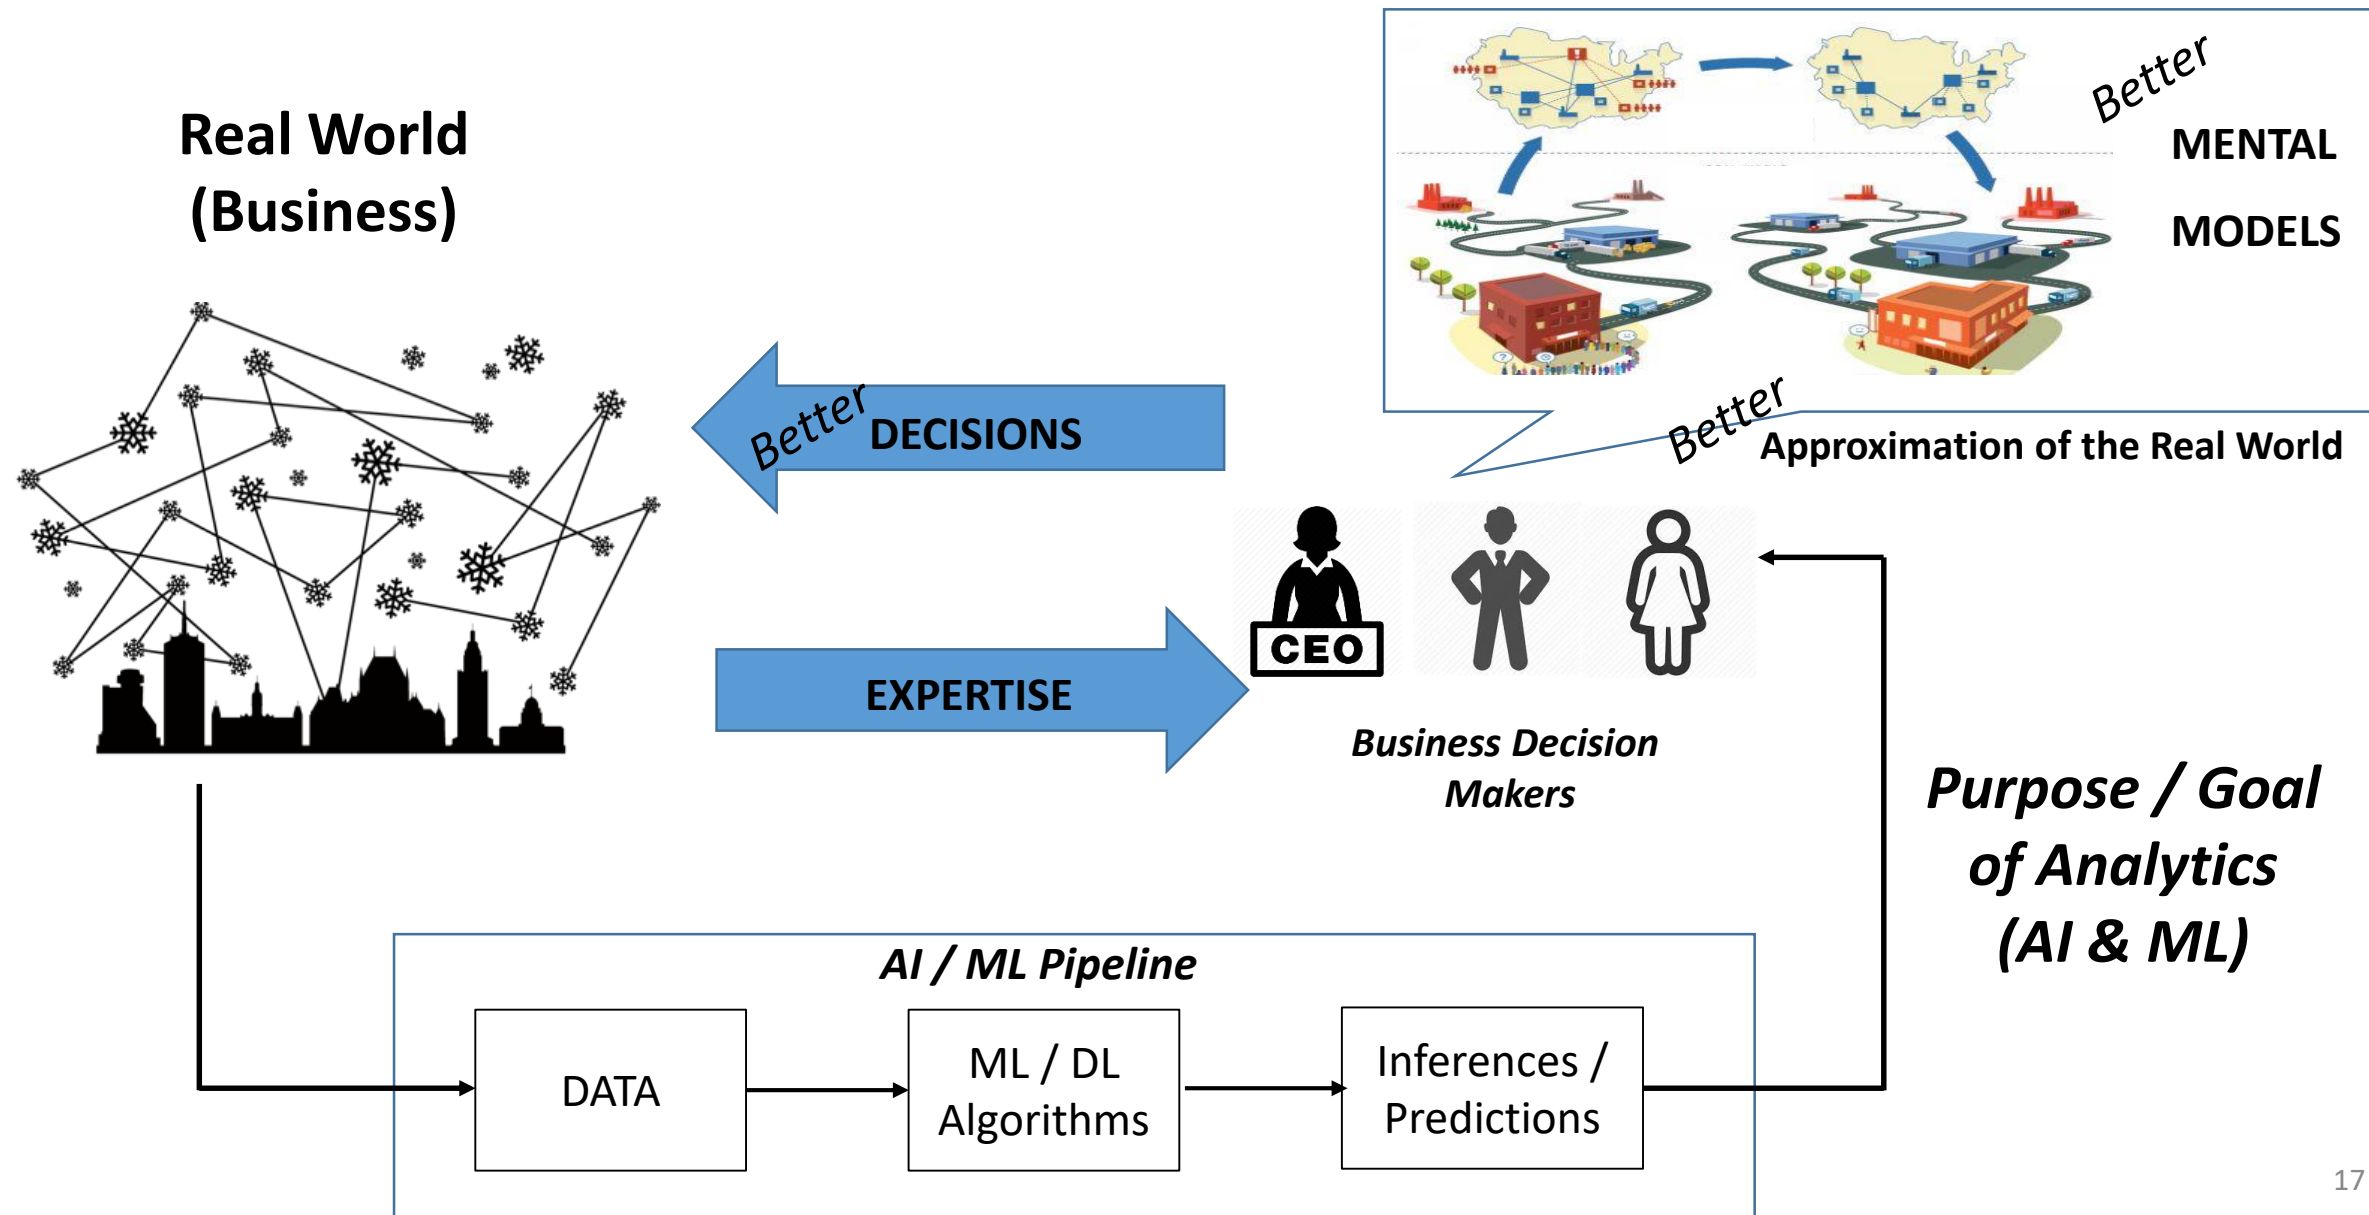 Real World
(Business)
Better
MENTAL
MODELS
Better
DECISIONS
Better
Approximation of the Real World
CEO
EXPERTISE
Business Decision
Makers
Purpose / Goal
of Analytics
(AI & ML)
AI / ML Pipeline
DATA
ML / DL
Algorithms
Inferences /
Predictions
17